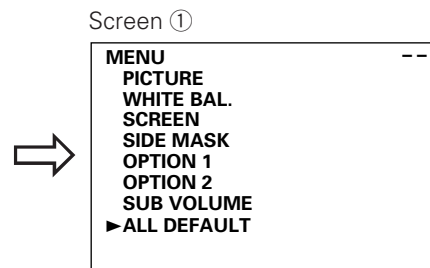 Screen ①
MENU --
PICTURE
WHITE BAL.
SCREEN
SIDE MASK
OPTION 1
OPTION 2
SUB VOLUME
►ALL DEFAULT